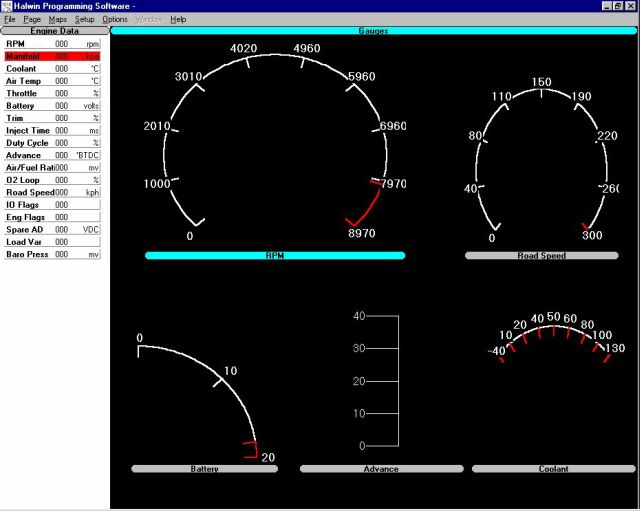 Halwin Programming Software -
File Page Maps Setup Options Window Help
Engine Data
RPM 000 rpm
Manifold 000 kpa
Coolant 000 °C
Air Temp 000 °C
Throttle 000 %
Battery 000 volts
Trim 000 %
Inject Time 000 ms
Duty Cycle 000 %
Advance 000 °BTDC
Air/Fuel Rati 000 mv
O2 Loop 000 %
Road Speed 000 kph
IO Flags 000
Eng Flags 000
Spare AD 000 VDC
Load Var 000
Baro Press 000 mv
Gauges
0 1000 2010 3010 4020 4960 5960 6960 7970 8970
RPM
0 40 80 110 150 190 220 260 300
Road Speed
0 10 20
Battery
40
30
20
10
0
Advance
-40 10 20 40 50 60 80 100 130
Coolant